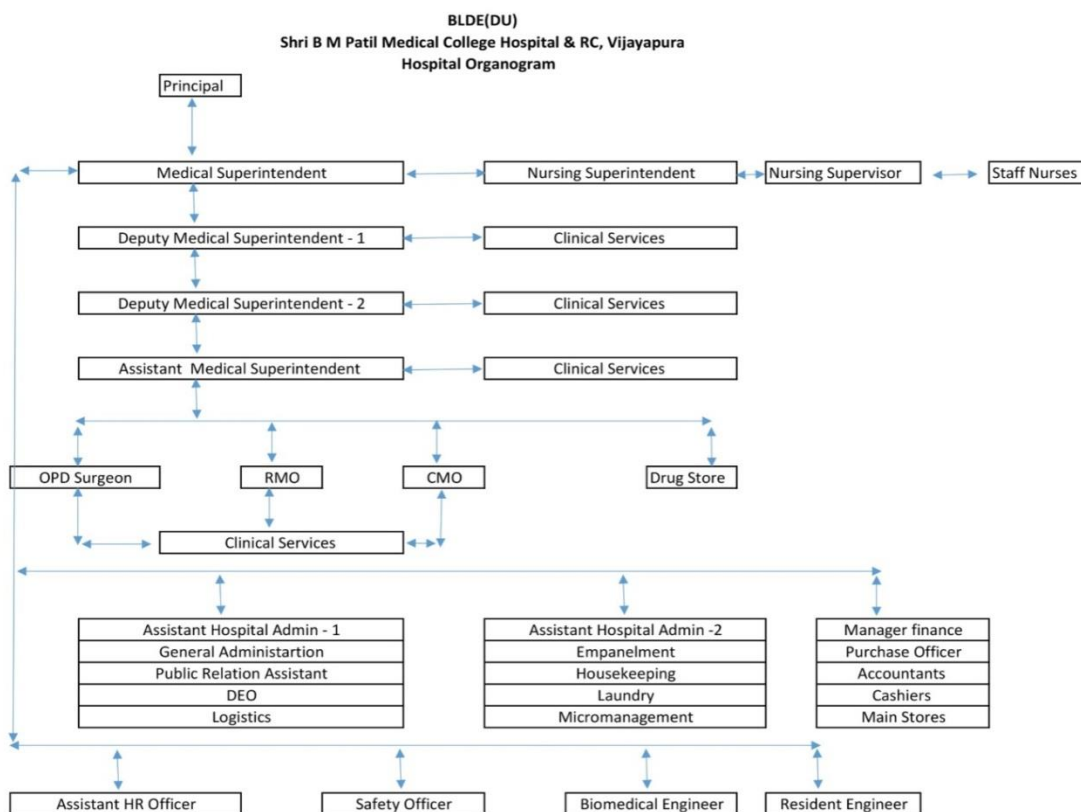 BLDE(DU)
Shri B M Patil Medical College Hospital & RC, Vijayapura
Hospital Organogram
Principal
Medical Superintendent
Nursing Superintendent
Nursing Supervisor
Staff Nurses
Deputy Medical Superintendent - 1
Clinical Services
Deputy Medical Superintendent - 2
Clinical Services
Assistant Medical Superintendent
Clinical Services
OPD Surgeon
RMO
CMO
Drug Store
Clinical Services
Assistant Hospital Admin - 1
General Administartion
Public Relation Assistant
DEO
Logistics
Assistant Hospital Admin -2
Empanelment
Housekeeping
Laundry
Micromanagement
Manager finance
Purchase Officer
Accountants
Cashiers
Main Stores
Assistant HR Officer
Safety Officer
Biomedical Engineer
Resident Engineer